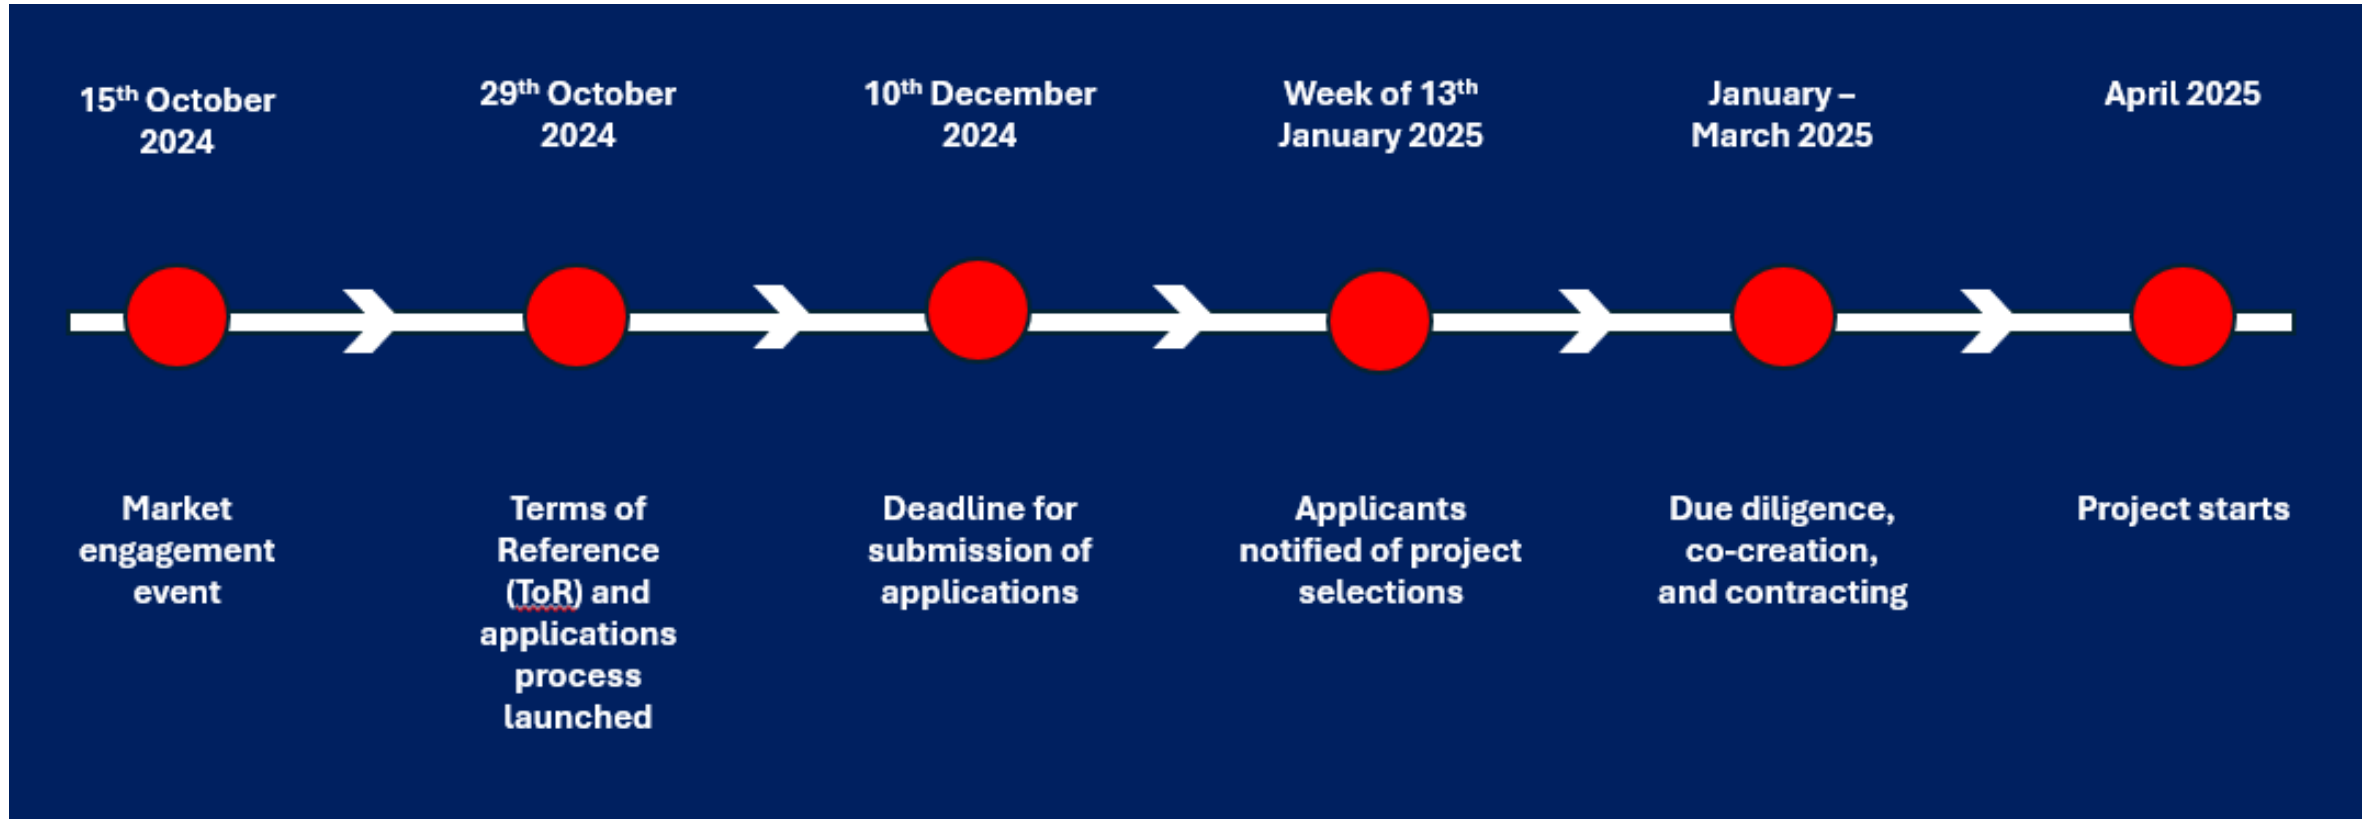 15th October
2024
29th October
2024
10th December
2024
Week of 13th
January 2025
January –
March 2025
April 2025
Market
engagement
event
Terms of
Reference
(ToR) and
applications
process
launched
Deadline for
submission of
applications
Applicants
notified of project
selections
Due diligence,
co-creation,
and contracting
Project starts